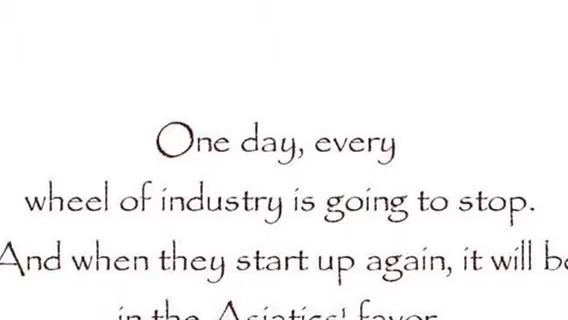 One day, every
wheel of industry is going to stop.
And when they start up again, it will be
in the Asiatics' favor